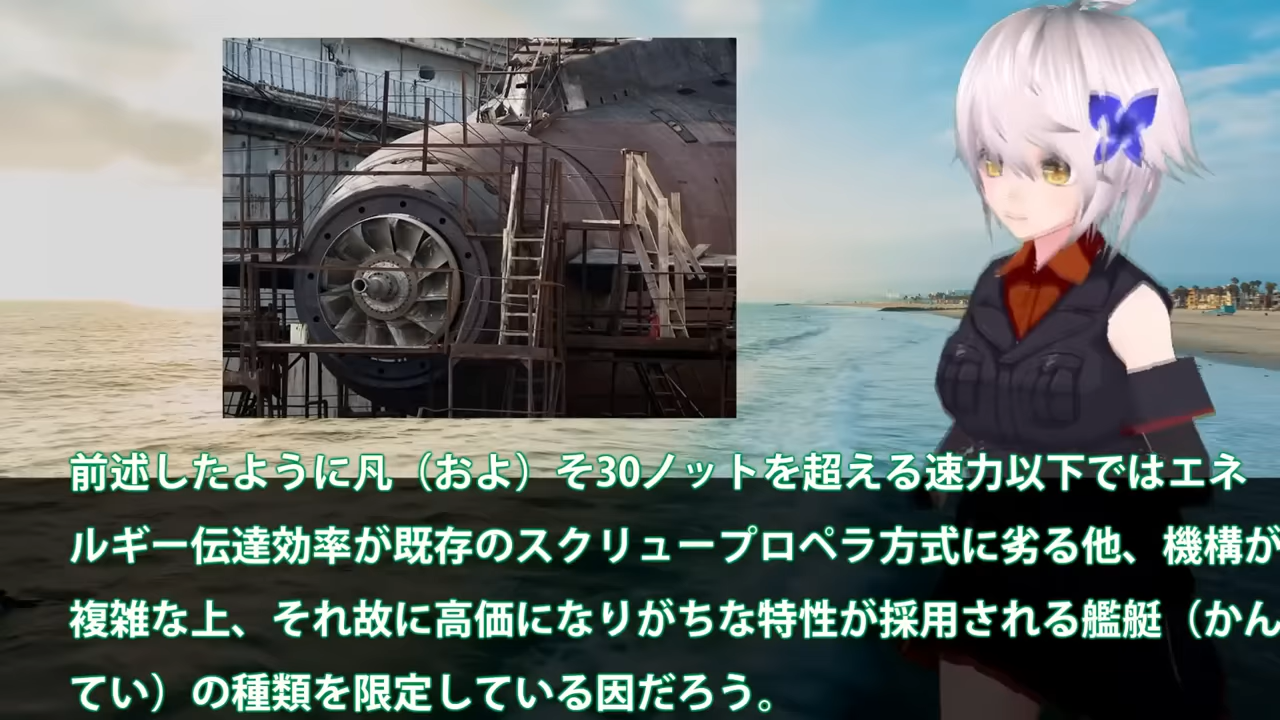 前述したように凡（およ）そ30ノットを超える速力以下ではエネ
ルギー伝達効率が既存のスクリュープロペラ方式に劣る他、機構が
複雑な上、それ故に高価になりがちな特性が採用される艦艇（かん
てい）の種類を限定している因だろう。